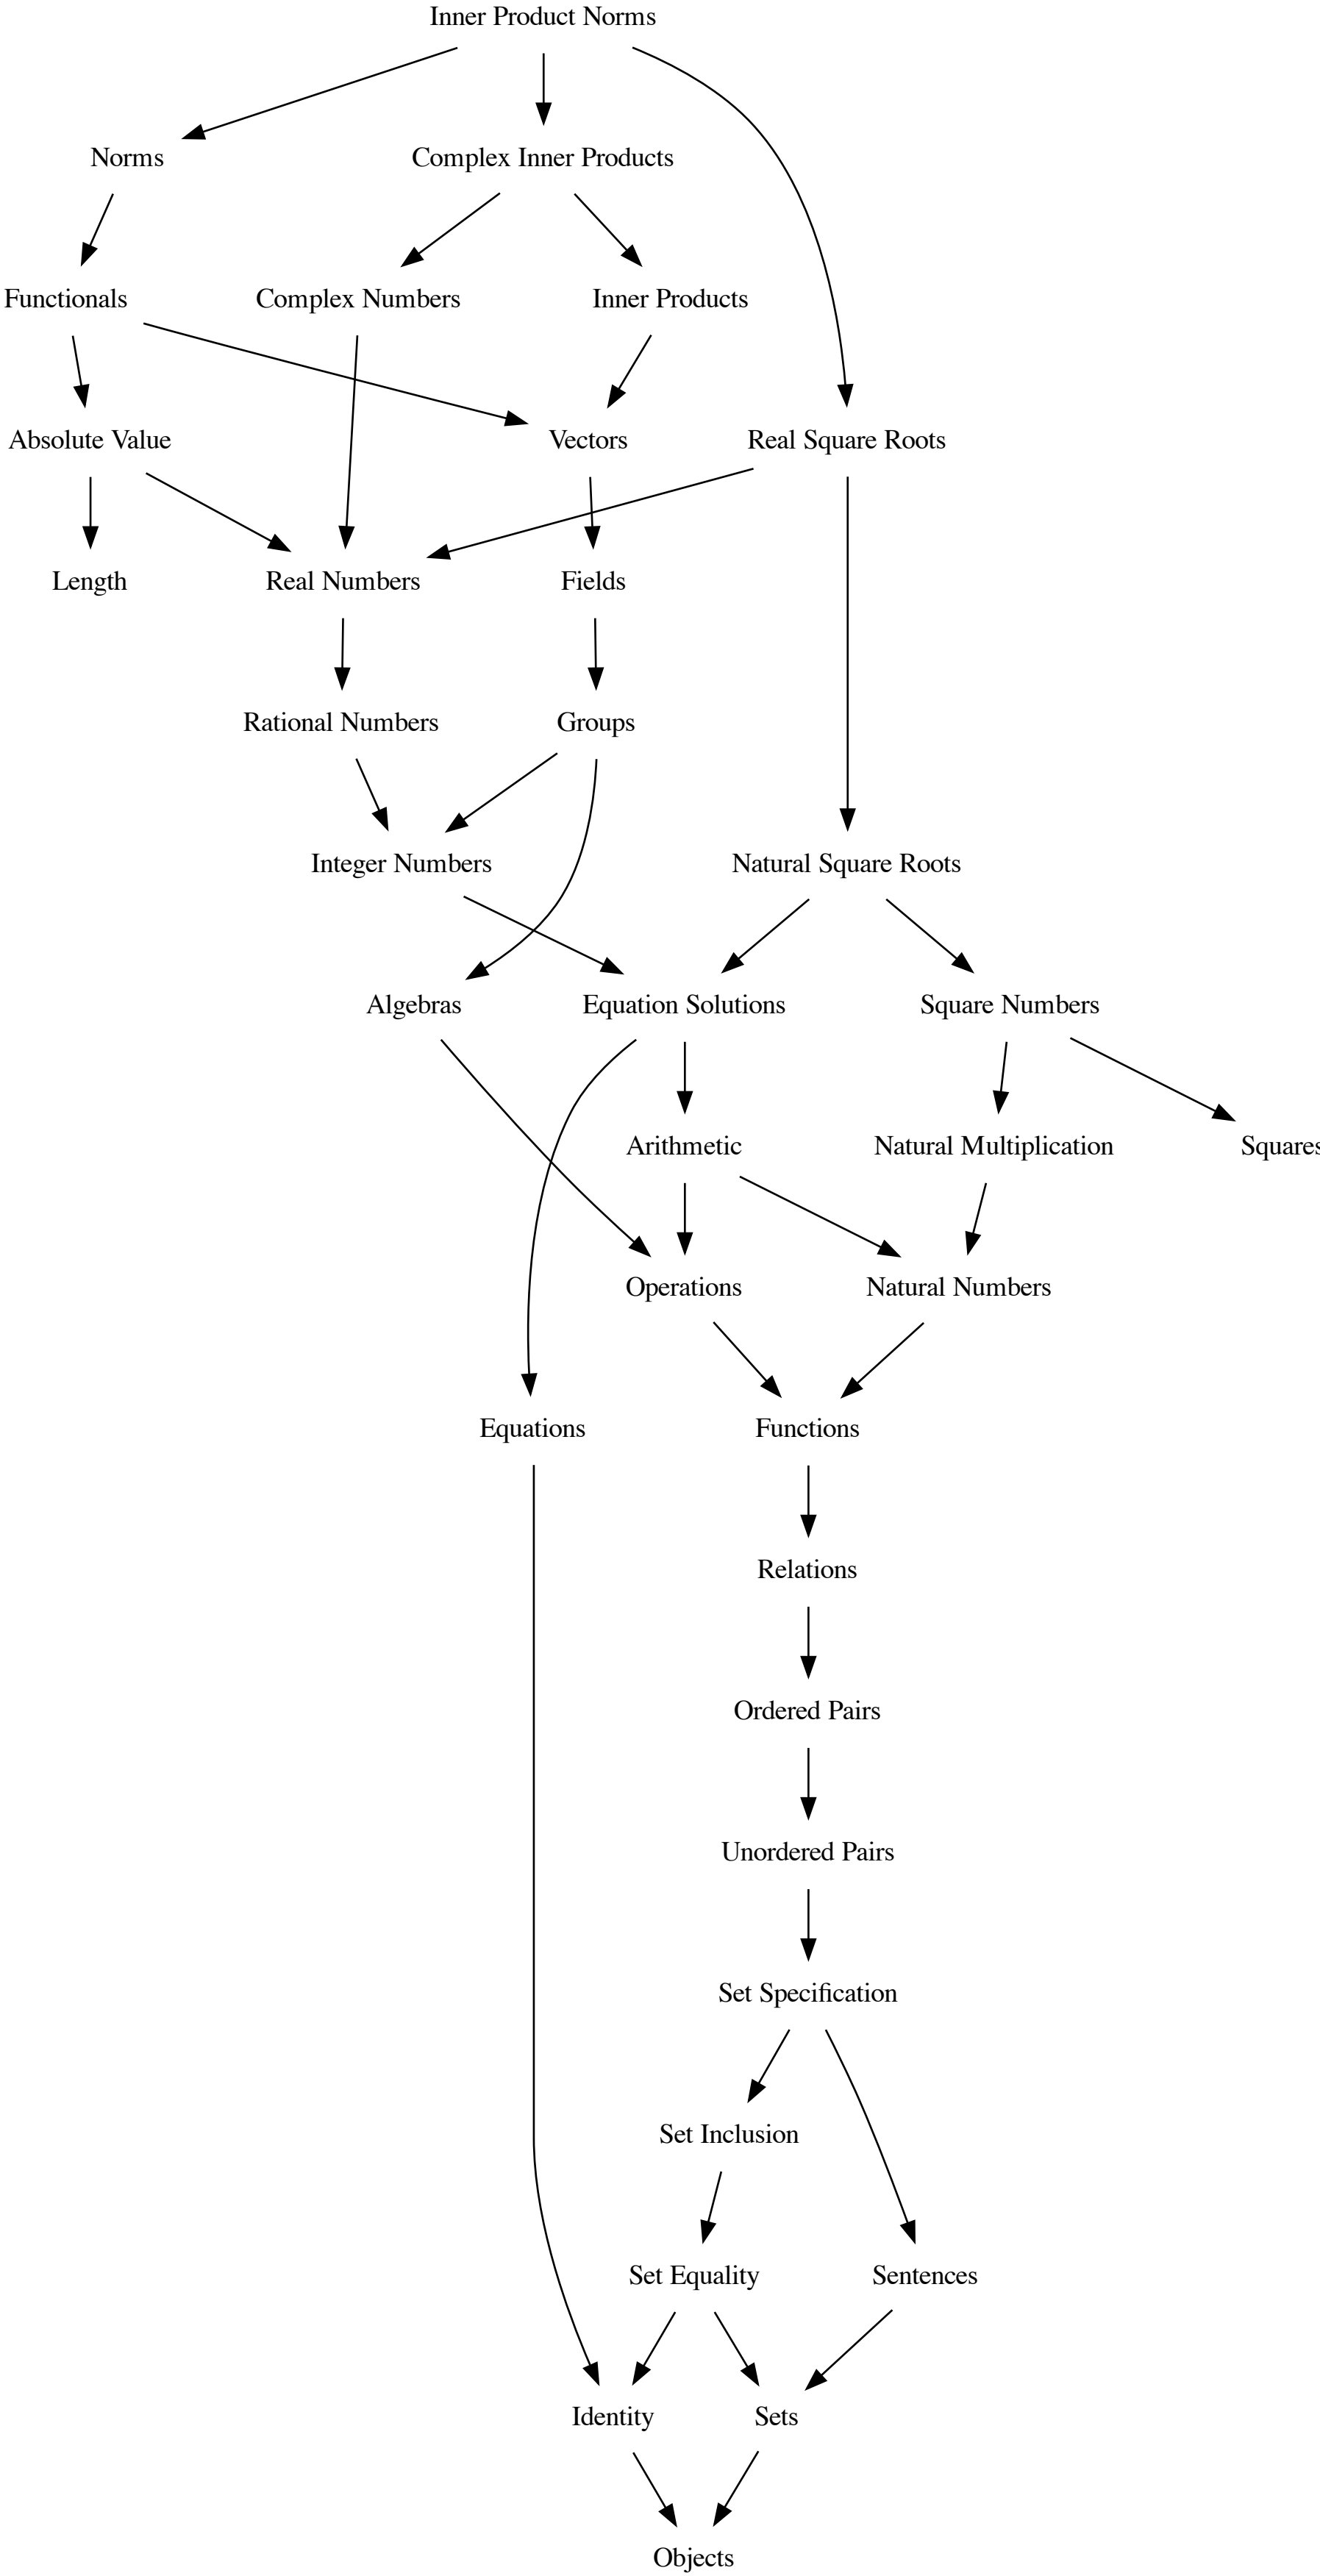 Inner Product Norms
Norms
Complex Inner Products
Functionals
Complex Numbers
Inner Products
Absolute Value
Vectors
Real Square Roots
Length
Real Numbers
Fields
Rational Numbers
Groups
Integer Numbers
Natural Square Roots
Algebras
Equation Solutions
Square Numbers
Arithmetic
Natural Multiplication
Squares
Operations
Natural Numbers
Equations
Functions
Relations
Ordered Pairs
Unordered Pairs
Set Specification
Set Inclusion
Set Equality
Sentences
Identity
Sets
Objects